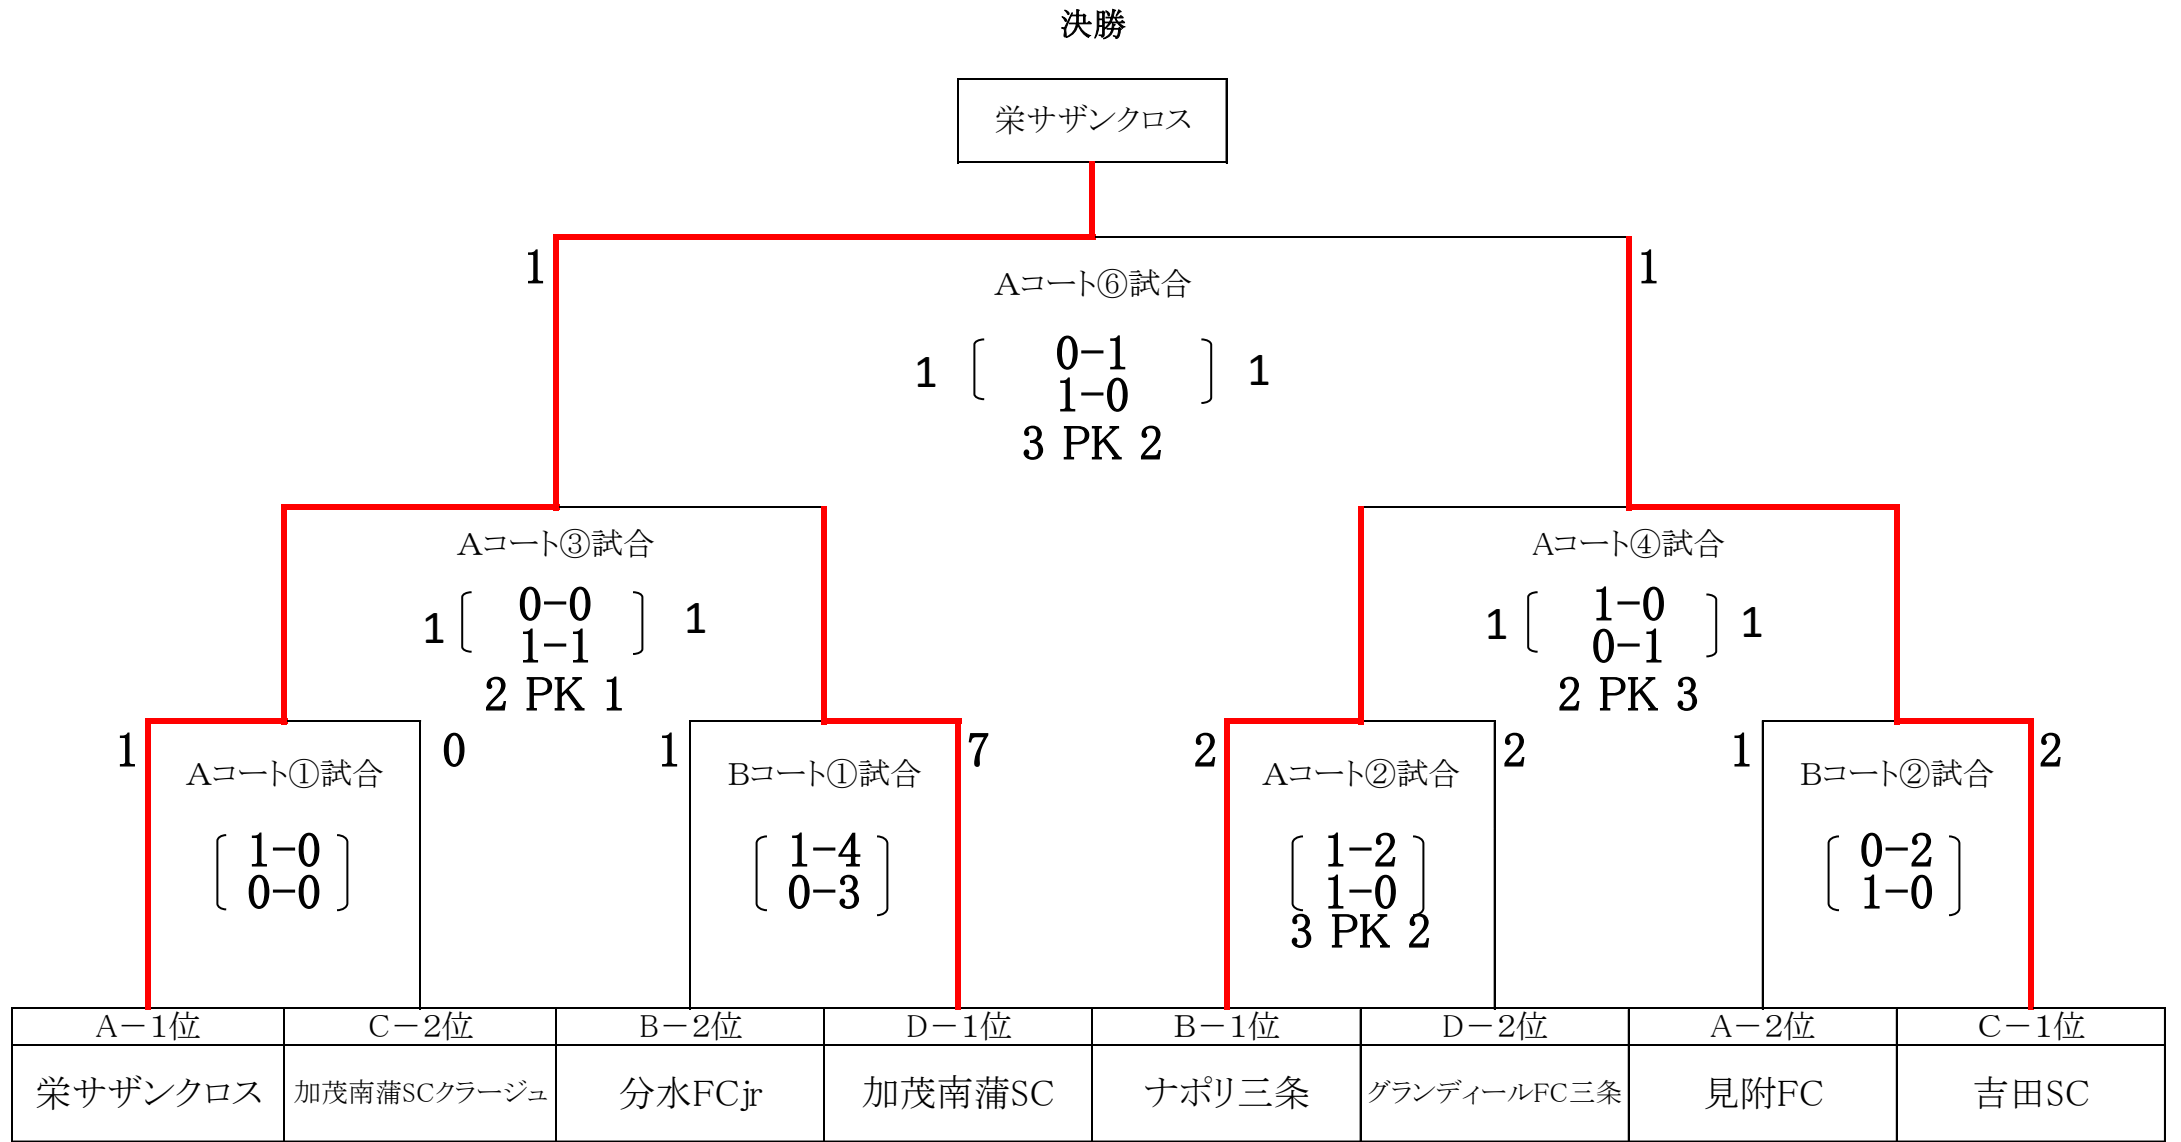 決勝
栄サザンクロス
1 1
Aコート⑥試合
0-1
1 1
1-0
3 PK 2
Aコート③試合 Aコート④試合
0-0 1-0
1 1 1 1
1-1 0-1
2 PK 1 2 PK 3
1 0 1 7 2 2 1 2
Aコート①試合 Bコート①試合 Aコート②試合 Bコート②試合
1-0 1-4 1-2 0-2
0-0 0-3 1-0 1-0
3 PK 2
A－1位 C－2位 B－2位 D－1位 B－1位 D－2位 A－2位 C－1位
栄サザンクロス 加茂南蒲SCクラージュ 分水FCjr 加茂南蒲SC ナポリ三条 グランディールFC三条 見附FC 吉田SC